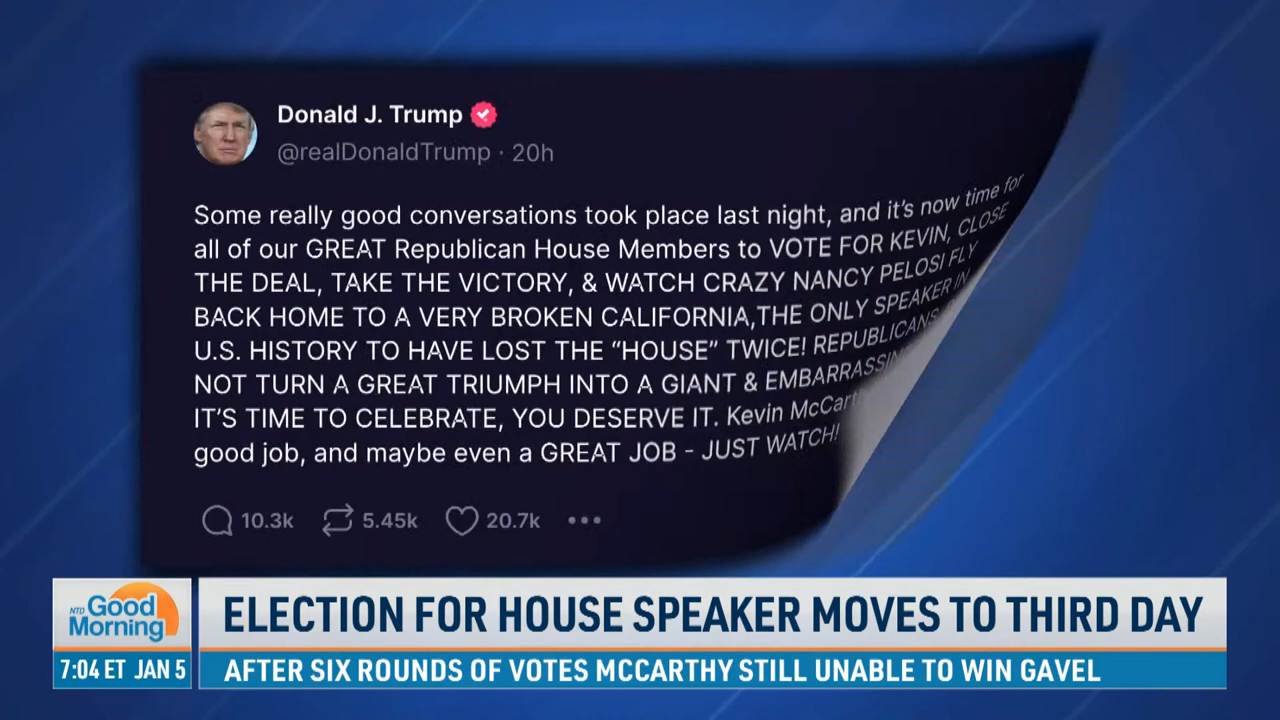 Donald J. Trump
@realDonaldTrump · 20h
Some really good conversations took place last night, and it's now time for
all of our GREAT Republican House Members to VOTE FOR KEVIN, CLOSE
THE DEAL, TAKE THE VICTORY, & WATCH CRAZY NANCY PELOSI FLY
BACK HOME TO A VERY BROKEN CALIFORNIA,THE ONLY SPEAKER IN
U.S. HISTORY TO HAVE LOST THE “HOUSE” TWICE! REPUBLICANS
NOT TURN A GREAT TRIUMPH INTO A GIANT &
IT'S TIME TO CELEBRATE, YOU DESERVE IT. Kevin
good job, and maybe even a GREAT JOB - JUST WATCH!
10.3k 5.45k 20.7k
NTD Good
Morning
ELECTION FOR HOUSE SPEAKER MOVES TO THIRD DAY
7:04 ET JAN 5
AFTER SIX ROUNDS OF VOTES MCCARTHY STILL UNABLE TO WIN GAVEL